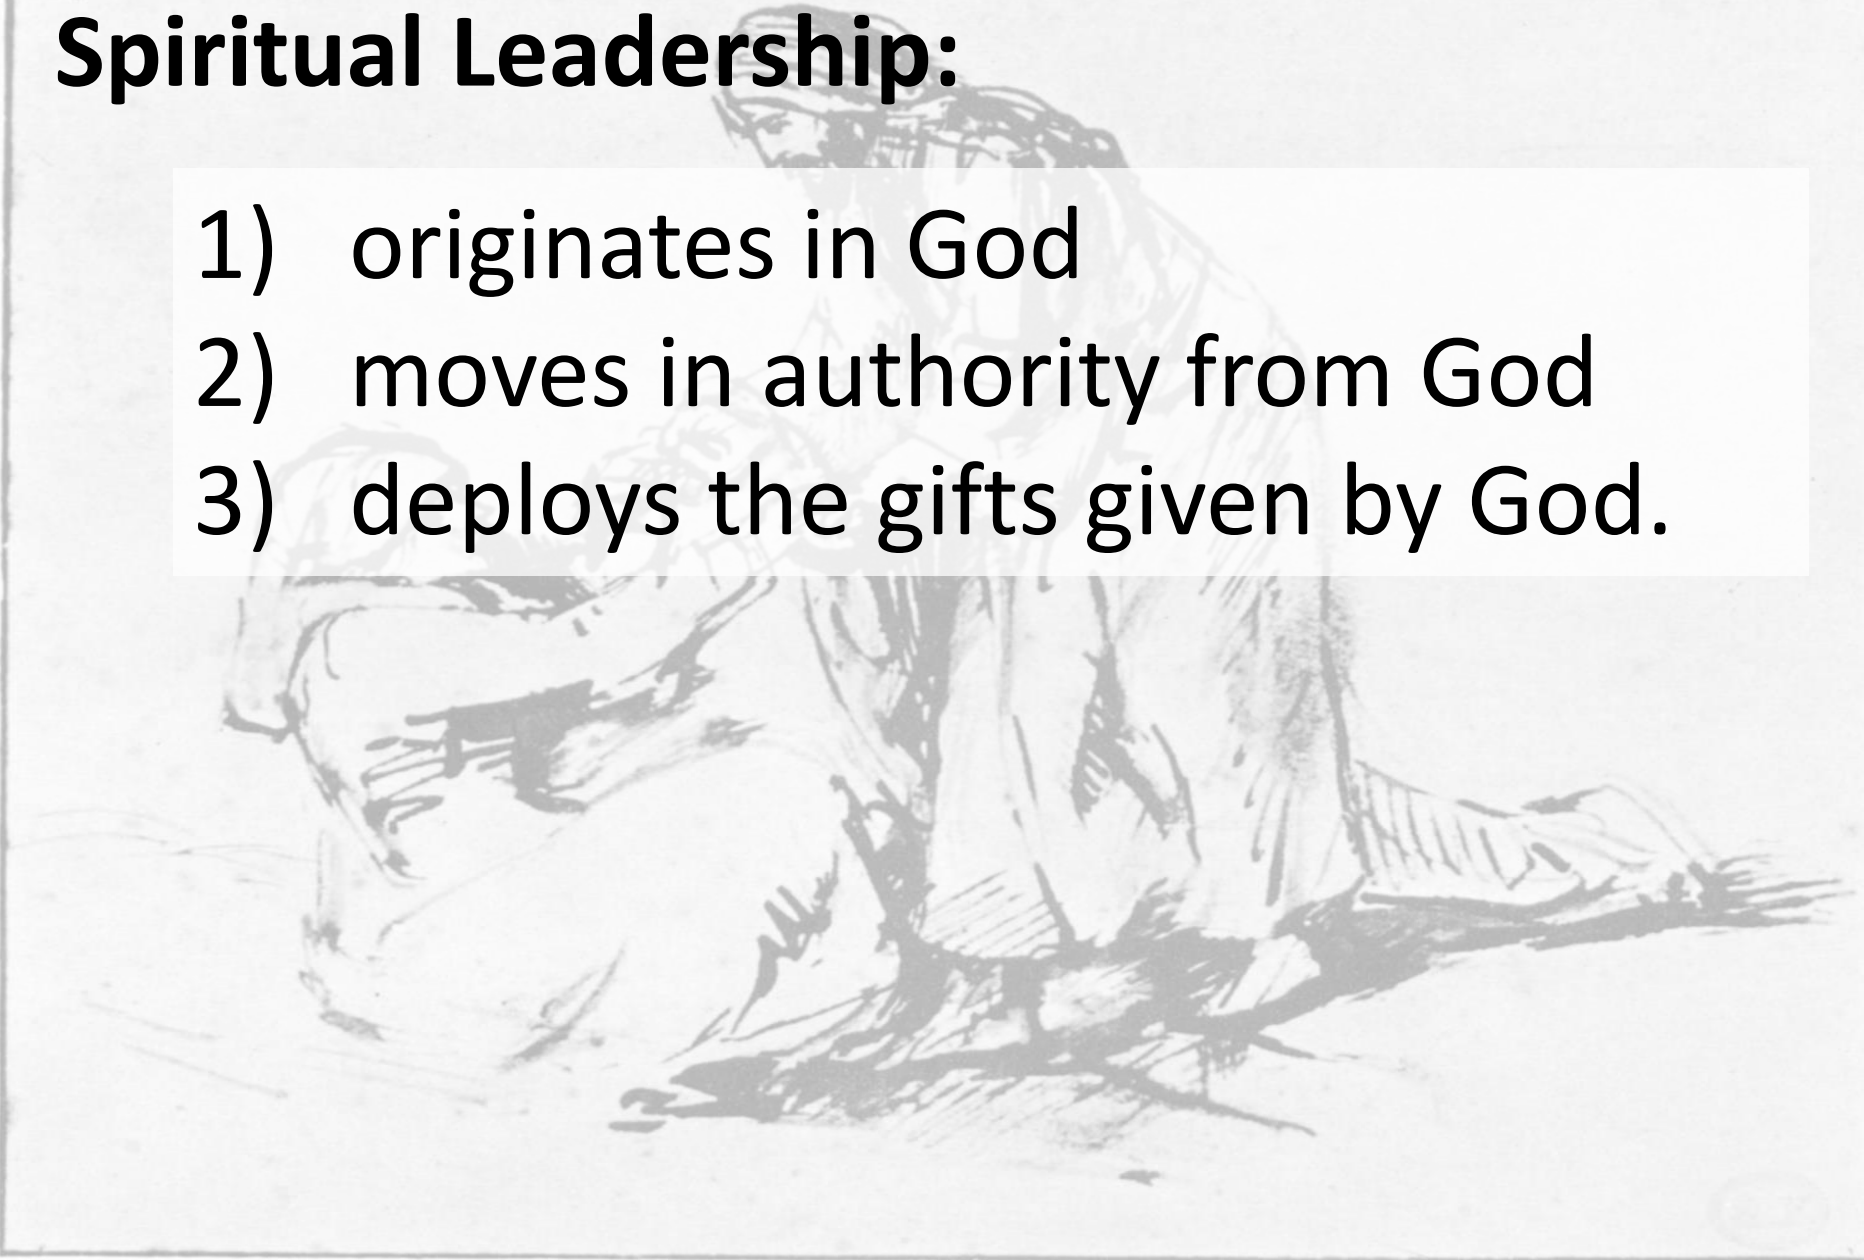 Spiritual Leadership:
1) originates in God
2) moves in authority from God
3) deploys the gifts given by God.